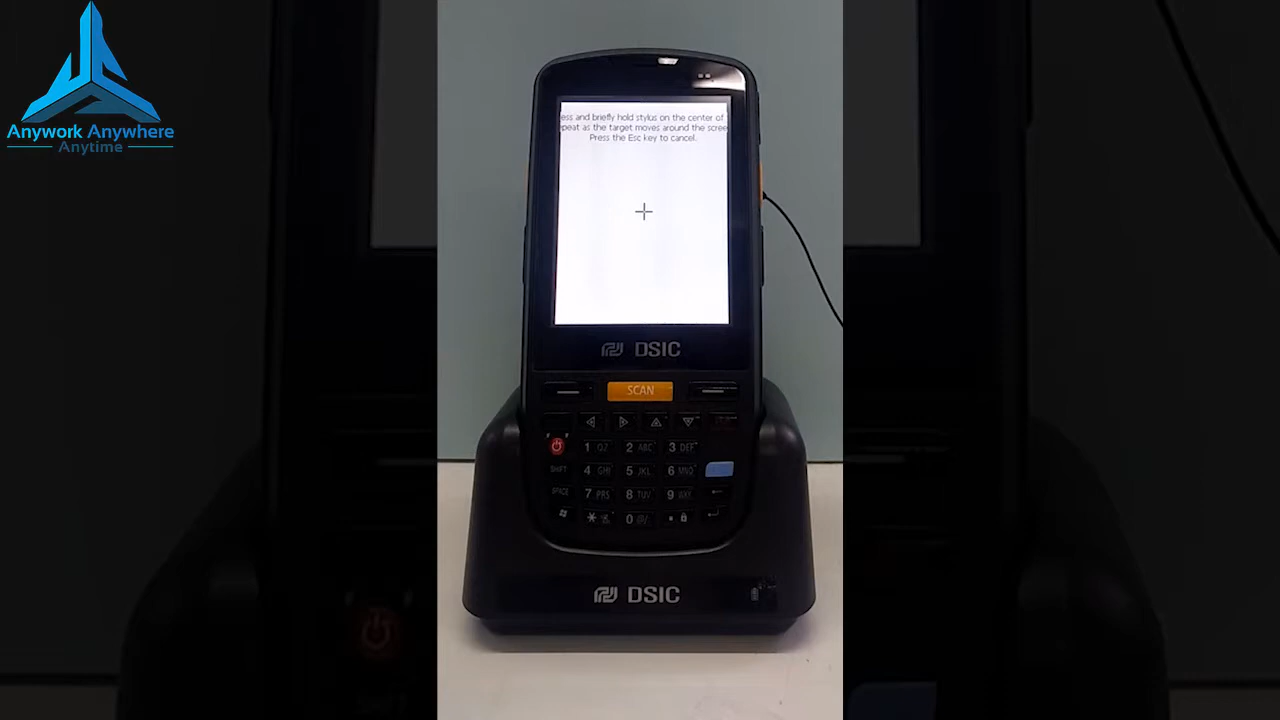 Anywork Anywhere
Anytime
ess and briefly hold stylus on the center of
peat as the target moves around the scree
Press the Esc key to cancel.
DSIC
SCAN
1 QZ 2 ABC 3 DEF
SHIFT 4 GHI 5 JKL 6 MNO
SPACE 7 PRS 8 TUV 9 WXY
* 0
DSIC